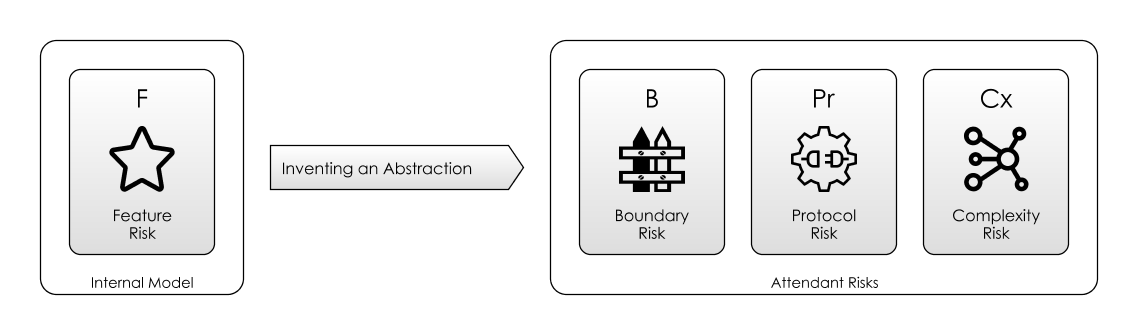 F
Feature
Risk
Internal Model
Inventing an Abstraction
B
Boundary
Risk
Pr
Protocol
Risk
Cx
Complexity
Risk
Attendant Risks